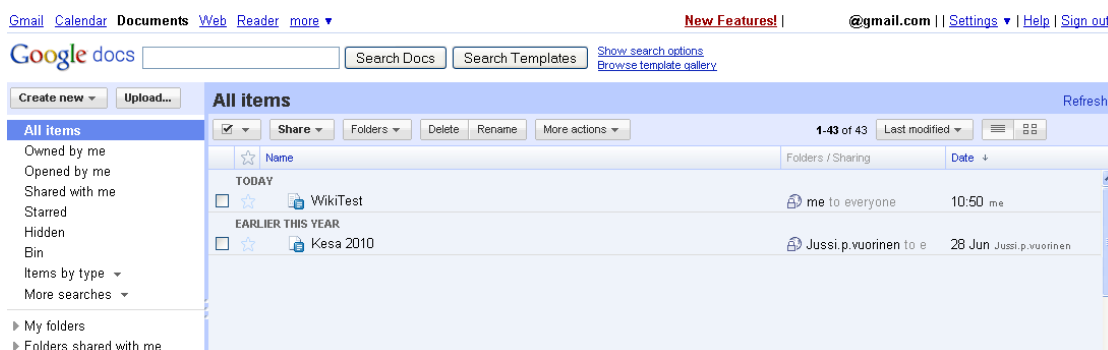 Gmail Calendar Documents Web Reader more ▼ New Features! | @gmail.com | | Settings ▼ | Help | Sign out
Google docs Search Docs Search Templates Show search options
Browse template gallery
Create new Upload... All items Refresh
All items Share Folders Delete Rename More actions 1-43 of 43 Last modified
Owned by me
Opened by me Name Folders / Sharing Date
Shared with me TODAY
Starred WikiTest me to everyone 10:50 me
Hidden EARLIER THIS YEAR
Bin Kesa 2010 Jussi.p.vuorinen to e 28 Jun Jussi.p.vuorinen
Items by type
More searches
My folders
Folders shared with me